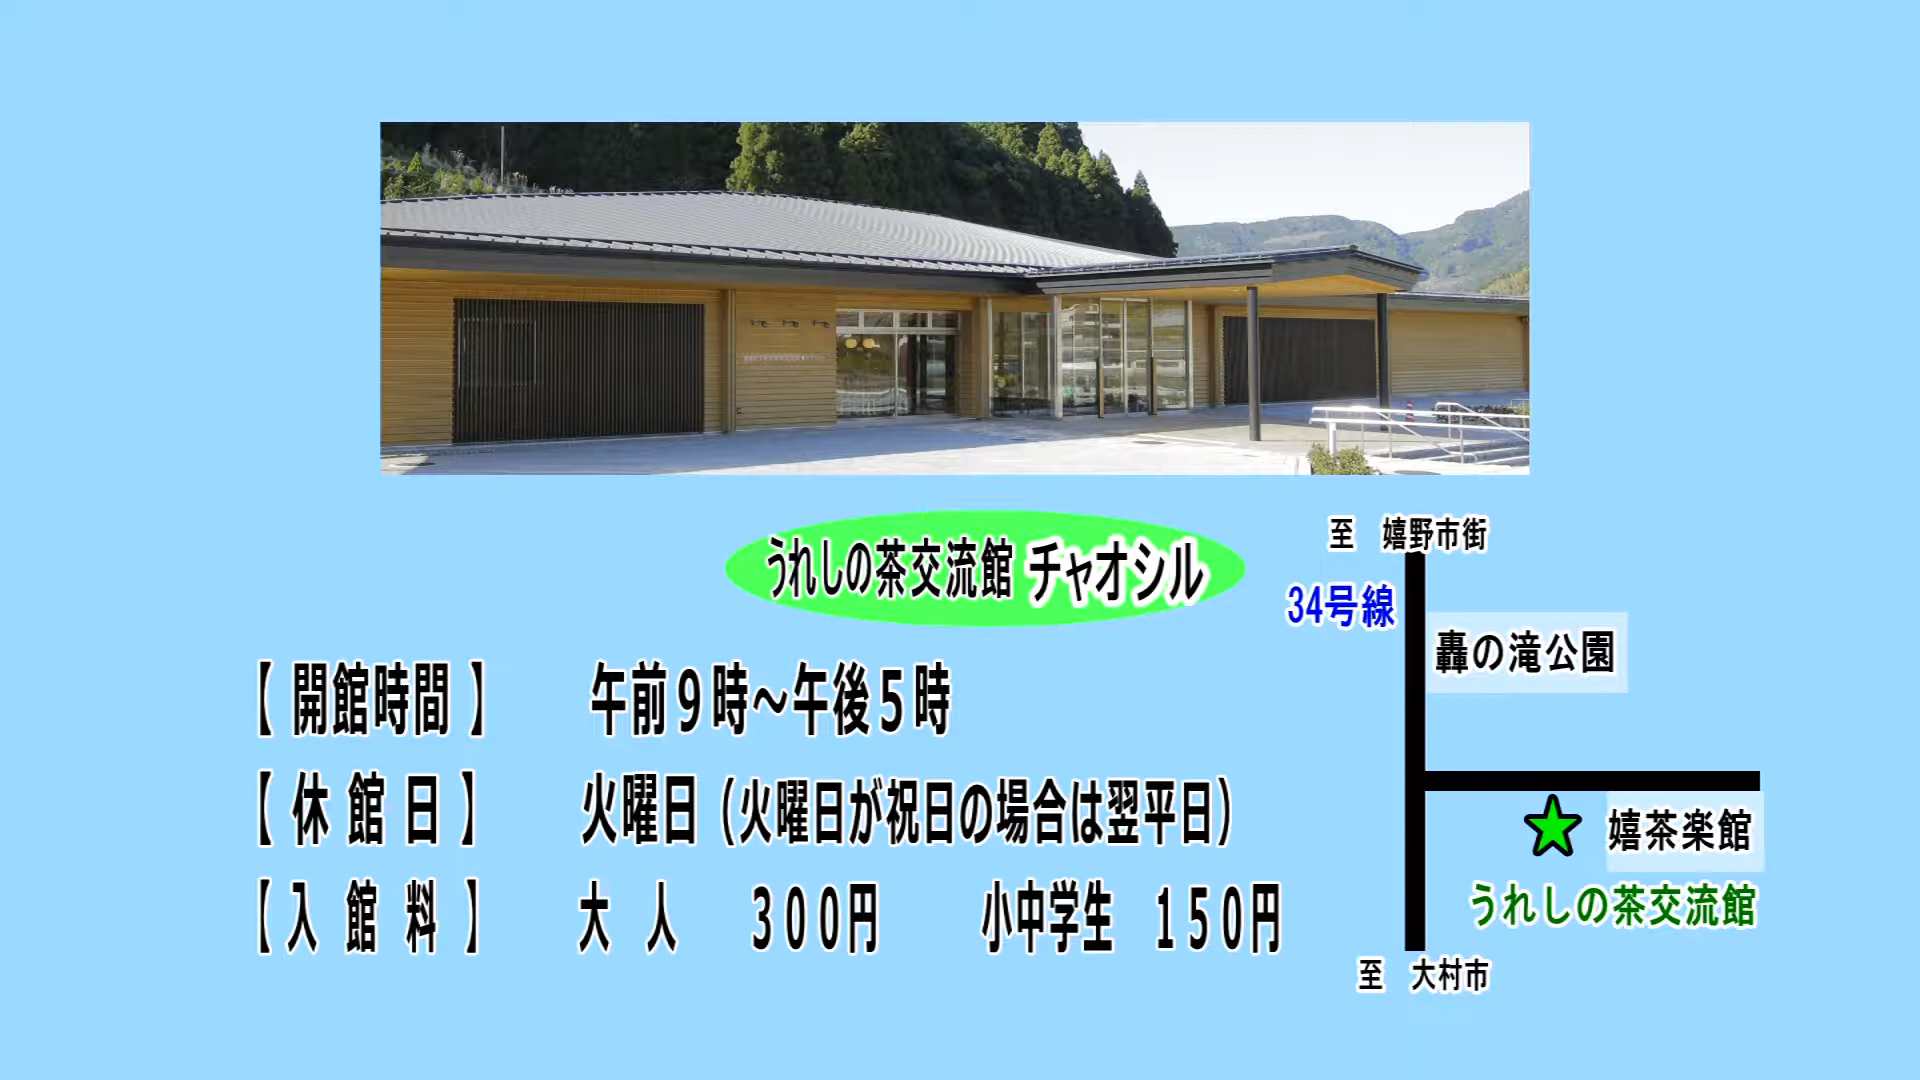 うれしの茶交流館 チャオシル
【 開館時間 】 午前９時～午後５時
【 休 館 日 】 火曜日（火曜日が祝日の場合は翌平日）
【 入 館 料 】 大　人　３００円　小中学生　１５０円
至　嬉野市街
34号線
轟の滝公園
嬉茶楽館
うれしの茶交流館
至　大村市